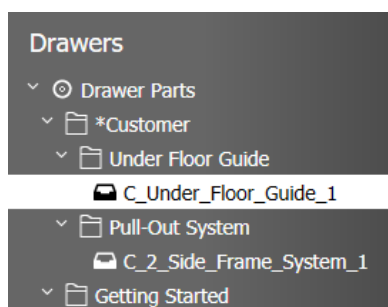 Drawers
Drawer Parts
*Customer
Under Floor Guide
C_Under_Floor_Guide_1
Pull-Out System
C_2_Side_Frame_System_1
Getting Started